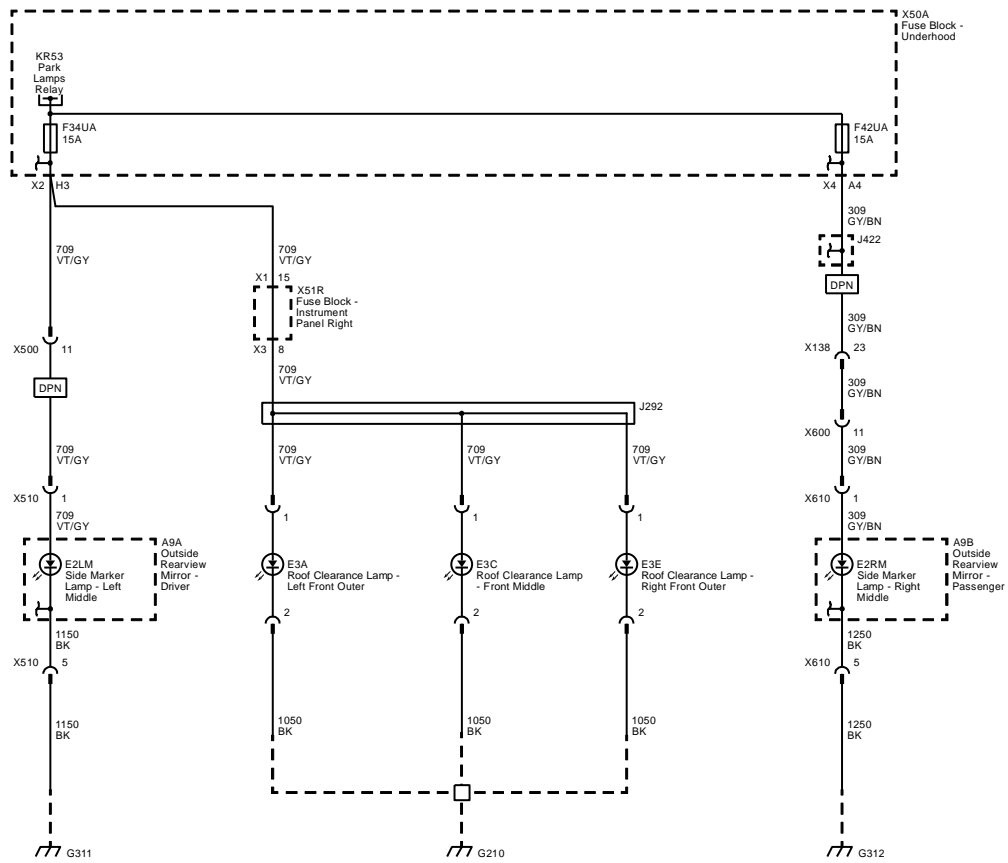 X50A
Fuse Block -
Underhood
KR53
Park
Lamps
Relay
F34UA
15A
F42UA
15A
X2 H3
X4 A4
709
VT/GY
709
VT/GY
309
GY/BN
J422
DPN
X1 15
X51R
Fuse Block -
Instrument
Panel Right
X3 8
309
GY/BN
X500 11
X138 23
709
VT/GY
309
GY/BN
DPN
J292
X600 11
709
VT/GY
709
VT/GY
709
VT/GY
709
VT/GY
309
GY/BN
X510 1
X610 1
709
VT/GY
1
1
1
309
GY/BN
A9A
Outside
Rearview
Mirror -
Driver
E2LM
Side Marker
Lamp - Left
Middle
E3A
Roof Clearance Lamp -
Left Front Outer
E3C
Roof Clearance Lamp
- Front Middle
E3E
Roof Clearance Lamp -
Right Front Outer
E2RM
Side Marker
Lamp - Right
Middle
A9B
Outside
Rearview
Mirror -
Passenger
2
2
2
1150
BK
1250
BK
X510 5
X610 5
1150
BK
1050
BK
1050
BK
1050
BK
1250
BK
G311
G210
G312